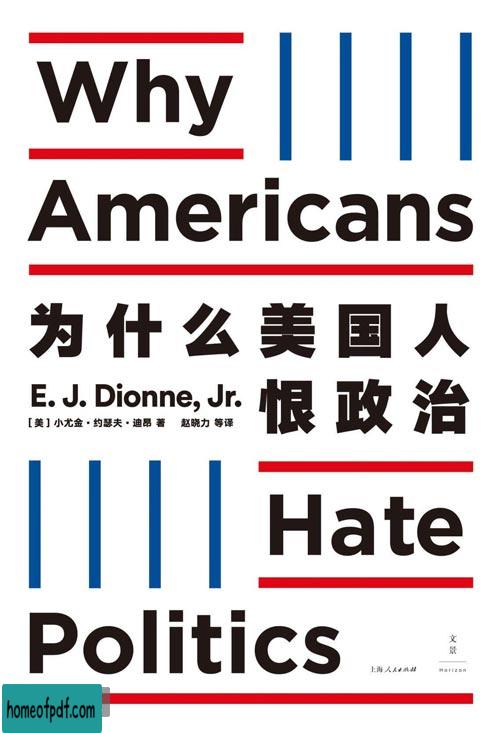 Why
Americans
为什么美国人
E. J. Dionne, Jr.
恨政治
[美] 小尤金·约瑟夫·迪昂 著 赵晓力 等译
Hate
Politics
文景
上海人民出版社
Horizon
homeofpdf.com